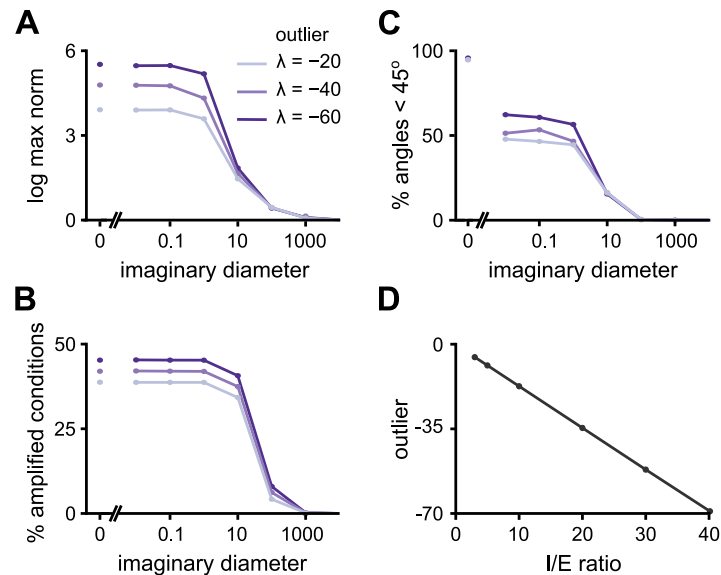 A
outlier
λ = −20
λ = −40
λ = −60
6
3
0
log max norm
0
0.1
10
1000
imaginary diameter
C
100
50
0
% angles < 45º
0
0.1
10
1000
imaginary diameter
B
50
25
0
% amplified conditions
0
0.1
10
1000
imaginary diameter
D
0
-35
-70
outlier
0
10
20
30
40
I/E ratio